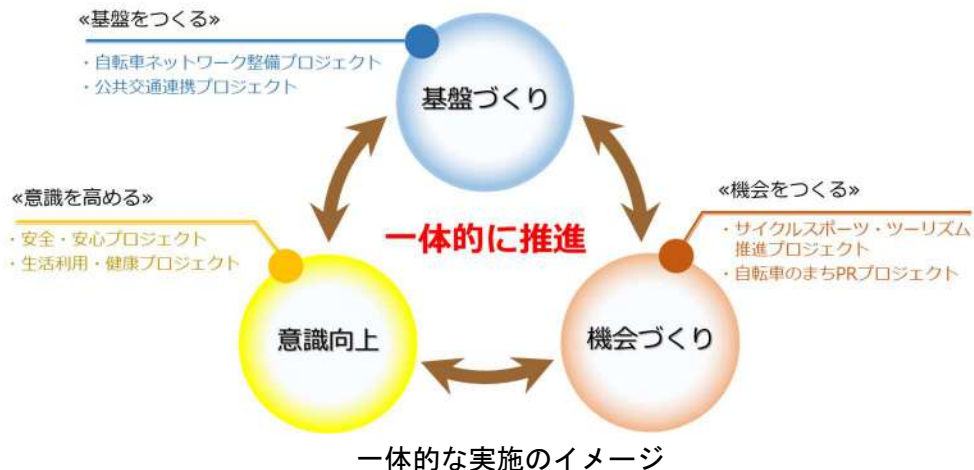 «基盤をつくる»
・自転車ネットワーク整備プロジェクト
・公共交通連携プロジェクト
基盤づくり
«意識を高める»
・安全・安心プロジェクト
・生活利用・健康プロジェクト
一体的に推進
«機会をつくる»
・サイクルスポーツ・ツーリズム
推進プロジェクト
・自転車のまちPRプロジェクト
意識向上
機会づくり
一体的な実施のイメージ